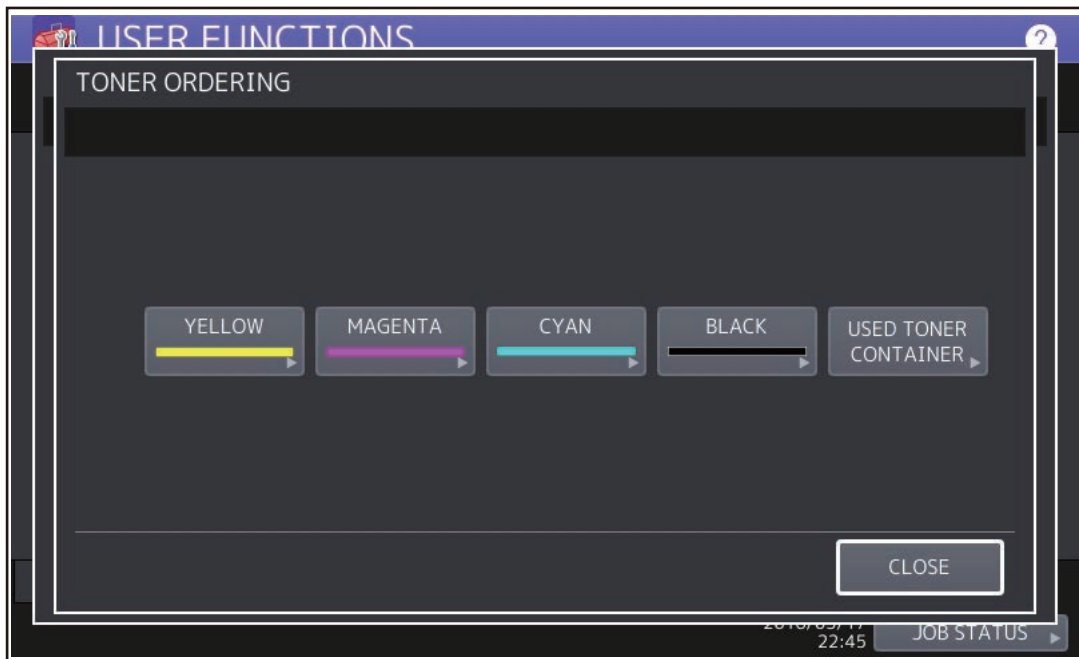 USER FUNCTIONS
?
TONER ORDERING
YELLOW
MAGENTA
CYAN
BLACK
USED TONER
CONTAINER
CLOSE
22:45
JOB STATUS